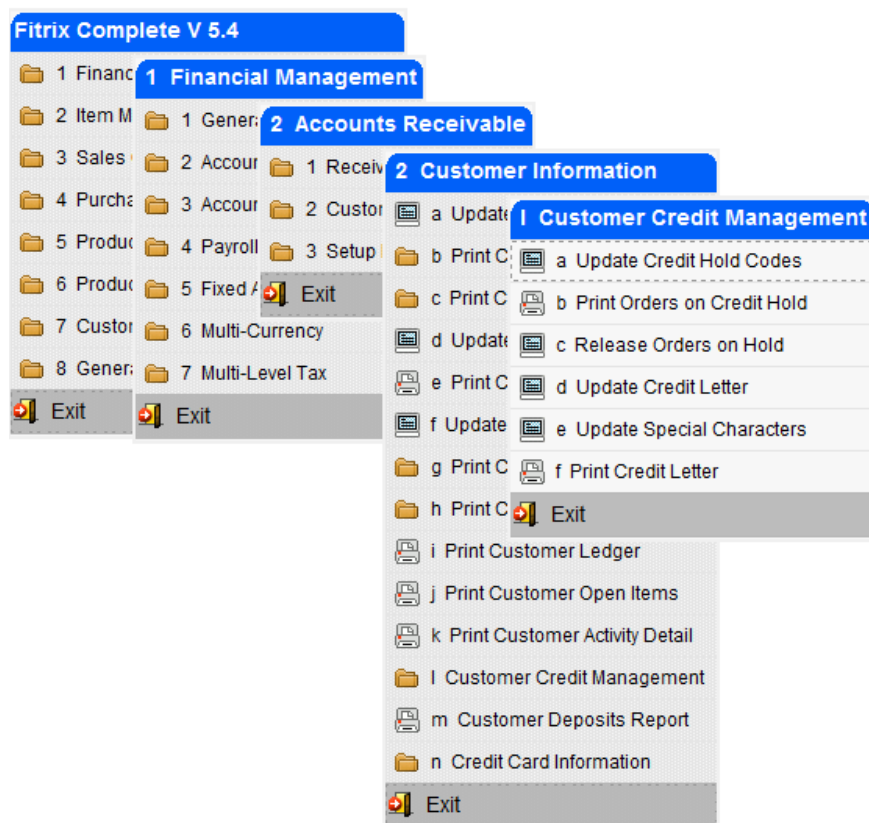 Fitrix Complete V 5.4
1 Financ
2 Item M
3 Sales
4 Purcha
5 Produc
6 Produc
7 Custor
8 Genera
Exit
1 Financial Management
1 Genera
2 Accour
3 Accour
4 Payroll
5 Fixed A
6 Multi-Currency
7 Multi-Level Tax
Exit
2 Accounts Receivable
1 Receiv
2 Custor
3 Setup
Exit
2 Customer Information
a Update
b Print C
c Print C
d Update
e Print C
f Update
g Print C
h Print C
i Print Customer Ledger
j Print Customer Open Items
k Print Customer Activity Detail
l Customer Credit Management
m Customer Deposits Report
n Credit Card Information
Exit
l Customer Credit Management
a Update Credit Hold Codes
b Print Orders on Credit Hold
c Release Orders on Hold
d Update Credit Letter
e Update Special Characters
f Print Credit Letter
Exit